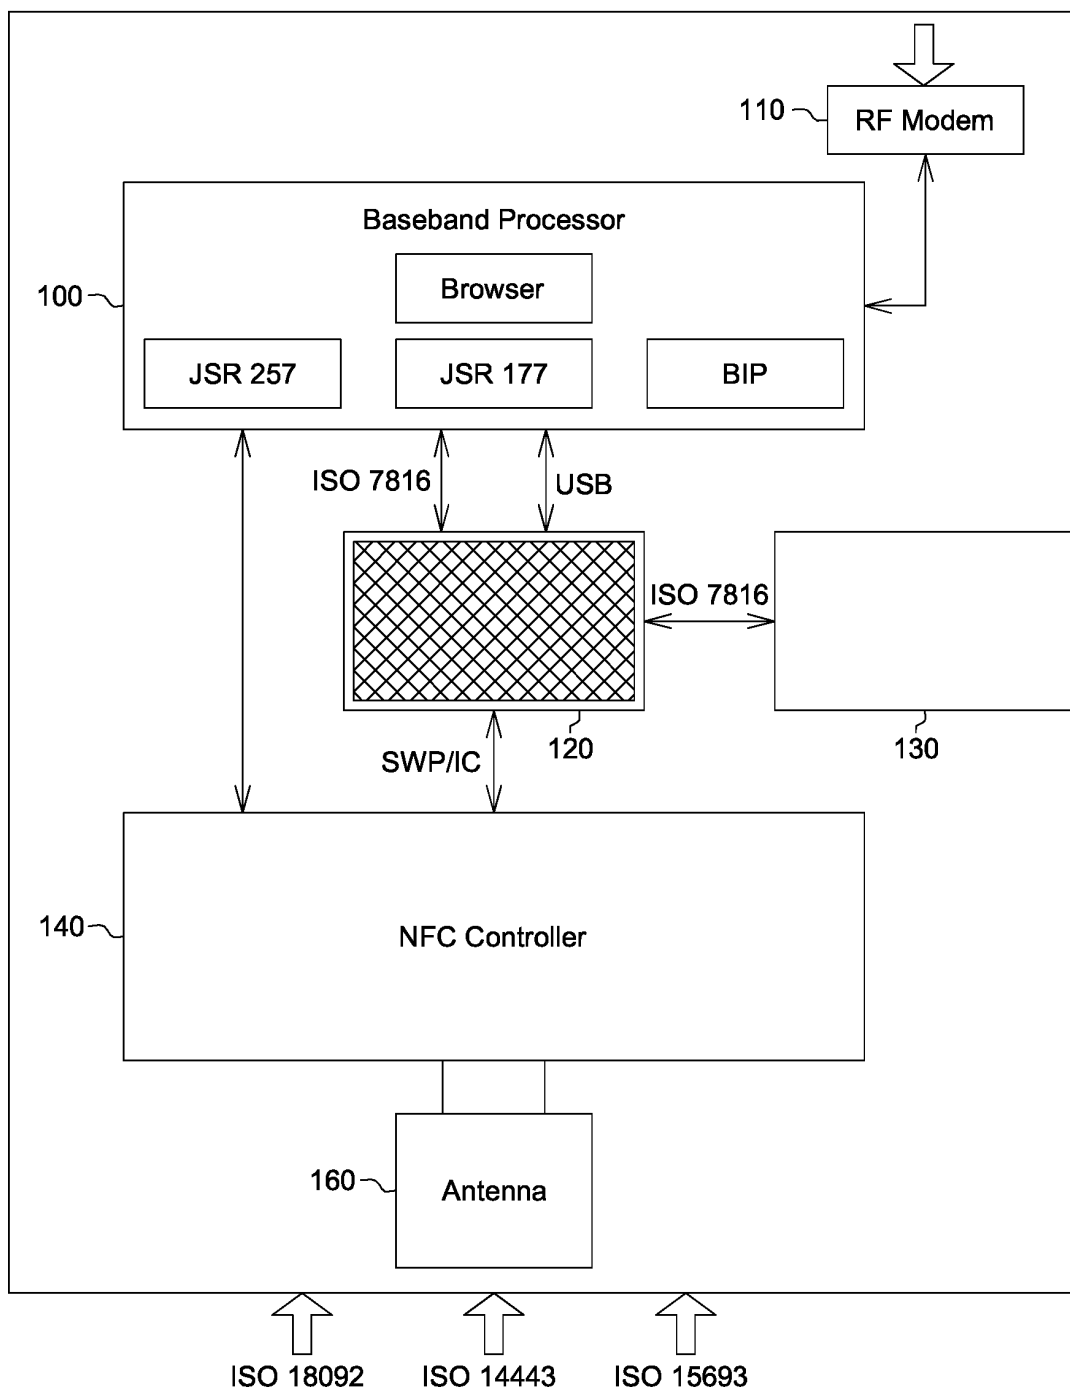 110
RF Modem
Baseband Processor
100
Browser
JSR 257
JSR 177
BIP
ISO 7816
USB
ISO 7816
120
130
SWP/IC
140
NFC Controller
160
Antenna
ISO 18092
ISO 14443
ISO 15693